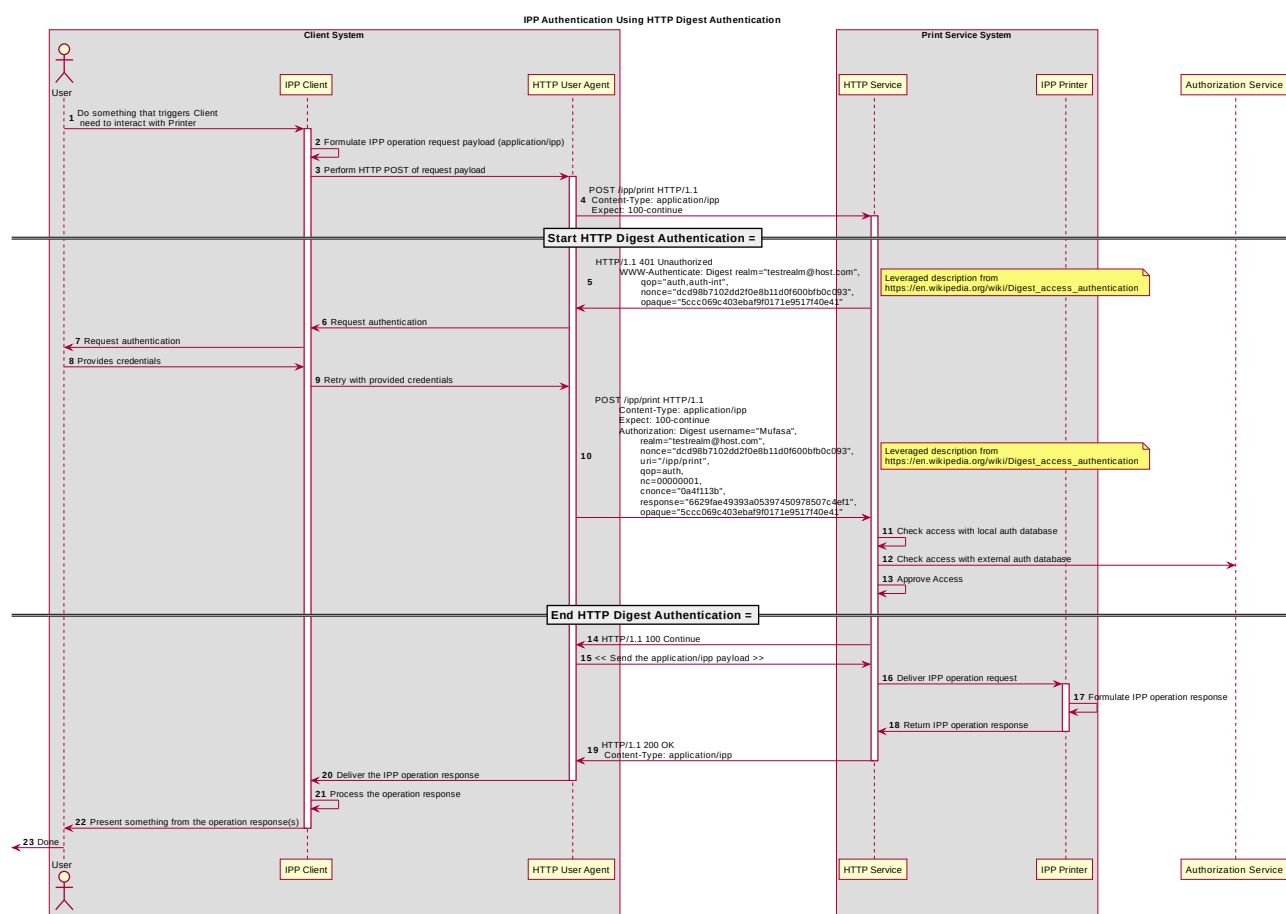 IPP Authentication Using HTTP Digest Authentication
Client System
Print Service System
User
IPP Client
HTTP User Agent
HTTP Service
IPP Printer
Authorization Service
1 Do something that triggers Client
need to interact with Printer
2 Formulate IPP operation request payload (application/ipp)
3 Perform HTTP POST of request payload
POST /ipp/print HTTP/1.1
4 Content-Type: application/ipp
Expect: 100-continue
Start HTTP Digest Authentication =
HTTP/1.1 401 Unauthorized
WWW-Authenticate: Digest realm="testrealm@host.com",
5 qop="auth,auth-int",
nonce="dcd98b7102dd2f0e8b11d0f600bfb0c093",
opaque="5ccc069c403ebaf9f0171e9517f40e41"
Leveraged description from
https://en.wikipedia.org/wiki/Digest_access_authentication
6 Request authentication
7 Request authentication
8 Provides credentials
9 Retry with provided credentials
POST /ipp/print HTTP/1.1
Content-Type: application/ipp
Expect: 100-continue
Authorization: Digest username="Mufasa",
realm="testrealm@host.com",
nonce="dcd98b7102dd2f0e8b11d0f600bfb0c093",
10 uri="/ipp/print",
qop=auth,
nc=00000001,
cnonce="0a4f113b",
response="6629fae49393a05397450978507c4ef1",
opaque="5ccc069c403ebaf9f0171e9517f40e41"
Leveraged description from
https://en.wikipedia.org/wiki/Digest_access_authentication
11 Check access with local auth database
12 Check access with external auth database
13 Approve Access
End HTTP Digest Authentication =
14 HTTP/1.1 100 Continue
15 << Send the application/ipp payload >>
16 Deliver IPP operation request
17 Formulate IPP operation response
18 Return IPP operation response
19 HTTP/1.1 200 OK
Content-Type: application/ipp
20 Deliver the IPP operation response
21 Process the operation response
22 Present something from the operation response(s)
23 Done
User
IPP Client
HTTP User Agent
HTTP Service
IPP Printer
Authorization Service